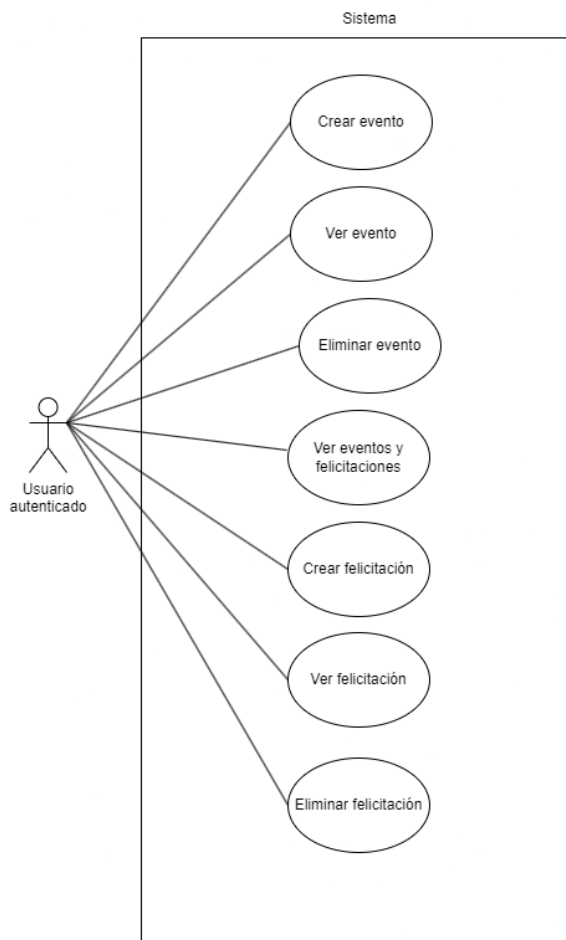 Sistema
Crear evento
Ver evento
Eliminar evento
Ver eventos y
felicitaciones
Usuario
autenticado
Crear felicitación
Ver felicitación
Eliminar felicitación